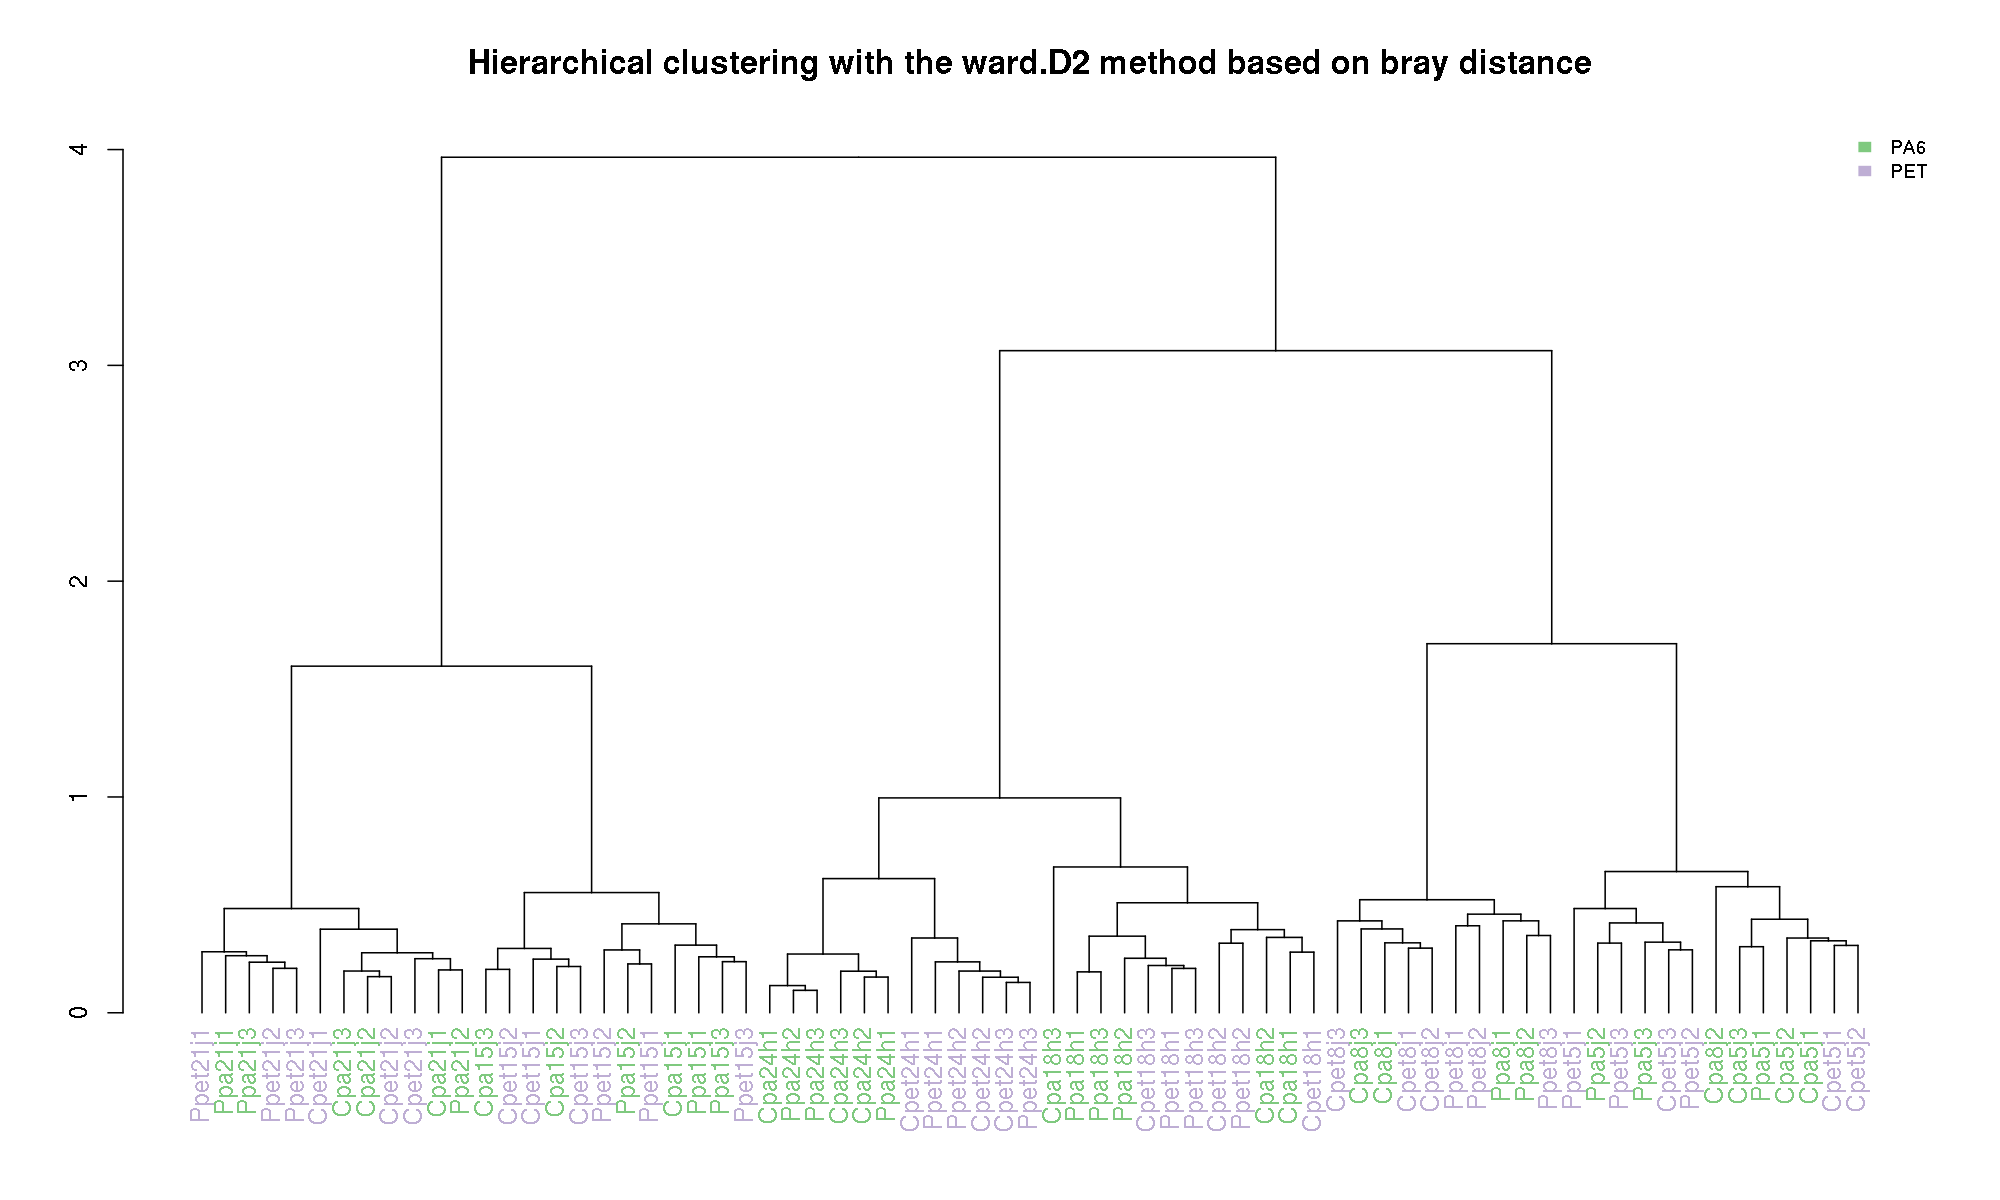 Hierarchical clustering with the ward.D2 method based on bray distance
4
3
2
1
0
PA6
PET
Ppet21j1
Ppa21j1
Ppa21j3
Ppet21j2
Ppet21j3
Cpet21j1
Cpa21j3
Cpa21j2
Cpet21j2
Cpet21j3
Cpa21j1
Ppa21j2
Cpa15j3
Cpet15j2
Cpet15j1
Cpa15j2
Cpet15j3
Ppet15j2
Ppa15j2
Ppet15j1
Cpa15j1
Ppa15j1
Ppa15j3
Ppet15j3
Cpa24h1
Ppa24h2
Ppa24h3
Cpa24h3
Cpa24h2
Ppa24h1
Cpet24h1
Ppet24h1
Ppet24h2
Cpet24h2
Cpet24h3
Ppet24h3
Cpa18h3
Ppa18h1
Ppa18h3
Ppa18h2
Cpet18h3
Ppet18h1
Ppet18h3
Cpet18h2
Ppet18h2
Cpa18h2
Cpa18h1
Cpet18h1
Cpet8j3
Cpa8j3
Cpa8j1
Cpet8j1
Cpet8j2
Ppet8j1
Ppet8j2
Ppa8j1
Ppa8j2
Ppet8j3
Ppet5j1
Ppa5j2
Ppet5j3
Ppa5j3
Cpet5j3
Ppet5j2
Cpa8j2
Cpa5j3
Ppa5j1
Cpa5j2
Cpa5j1
Cpet5j1
Cpet5j2